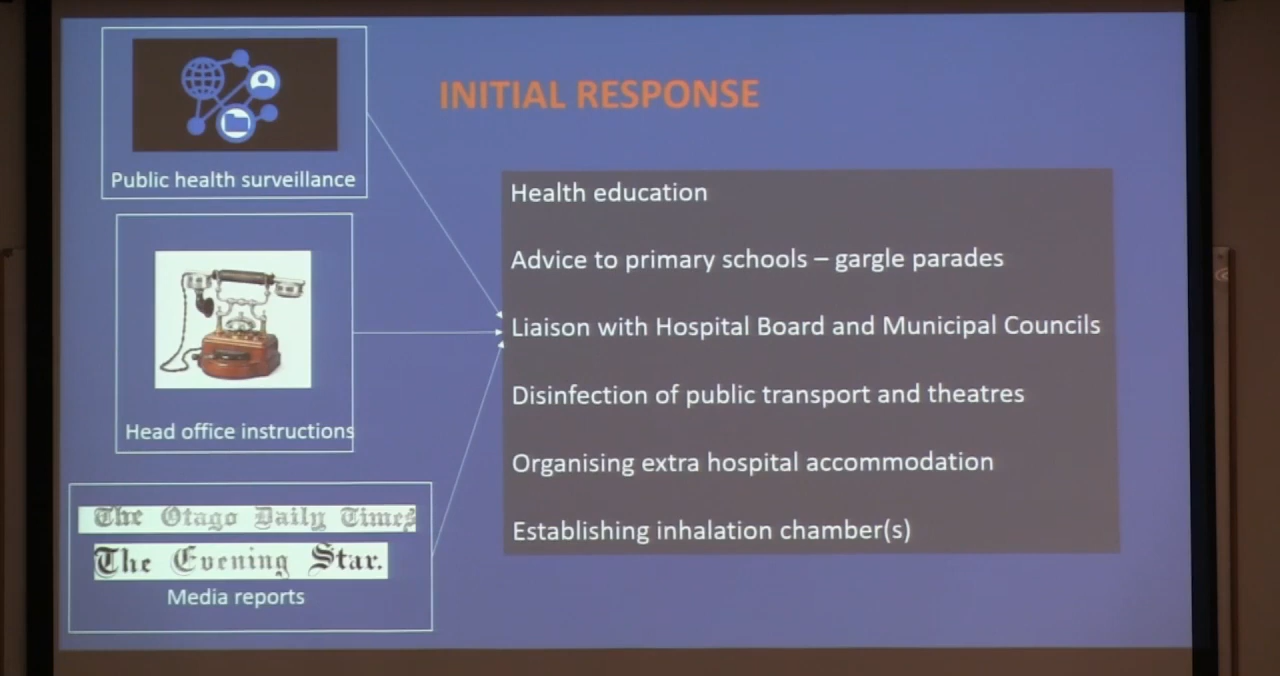 INITIAL RESPONSE
Public health surveillance
Head office instructions
The Otago Daily Times
The Evening Star.
Media reports
Health education
Advice to primary schools – gargle parades
Liaison with Hospital Board and Municipal Councils
Disinfection of public transport and theatres
Organising extra hospital accommodation
Establishing inhalation chamber(s)